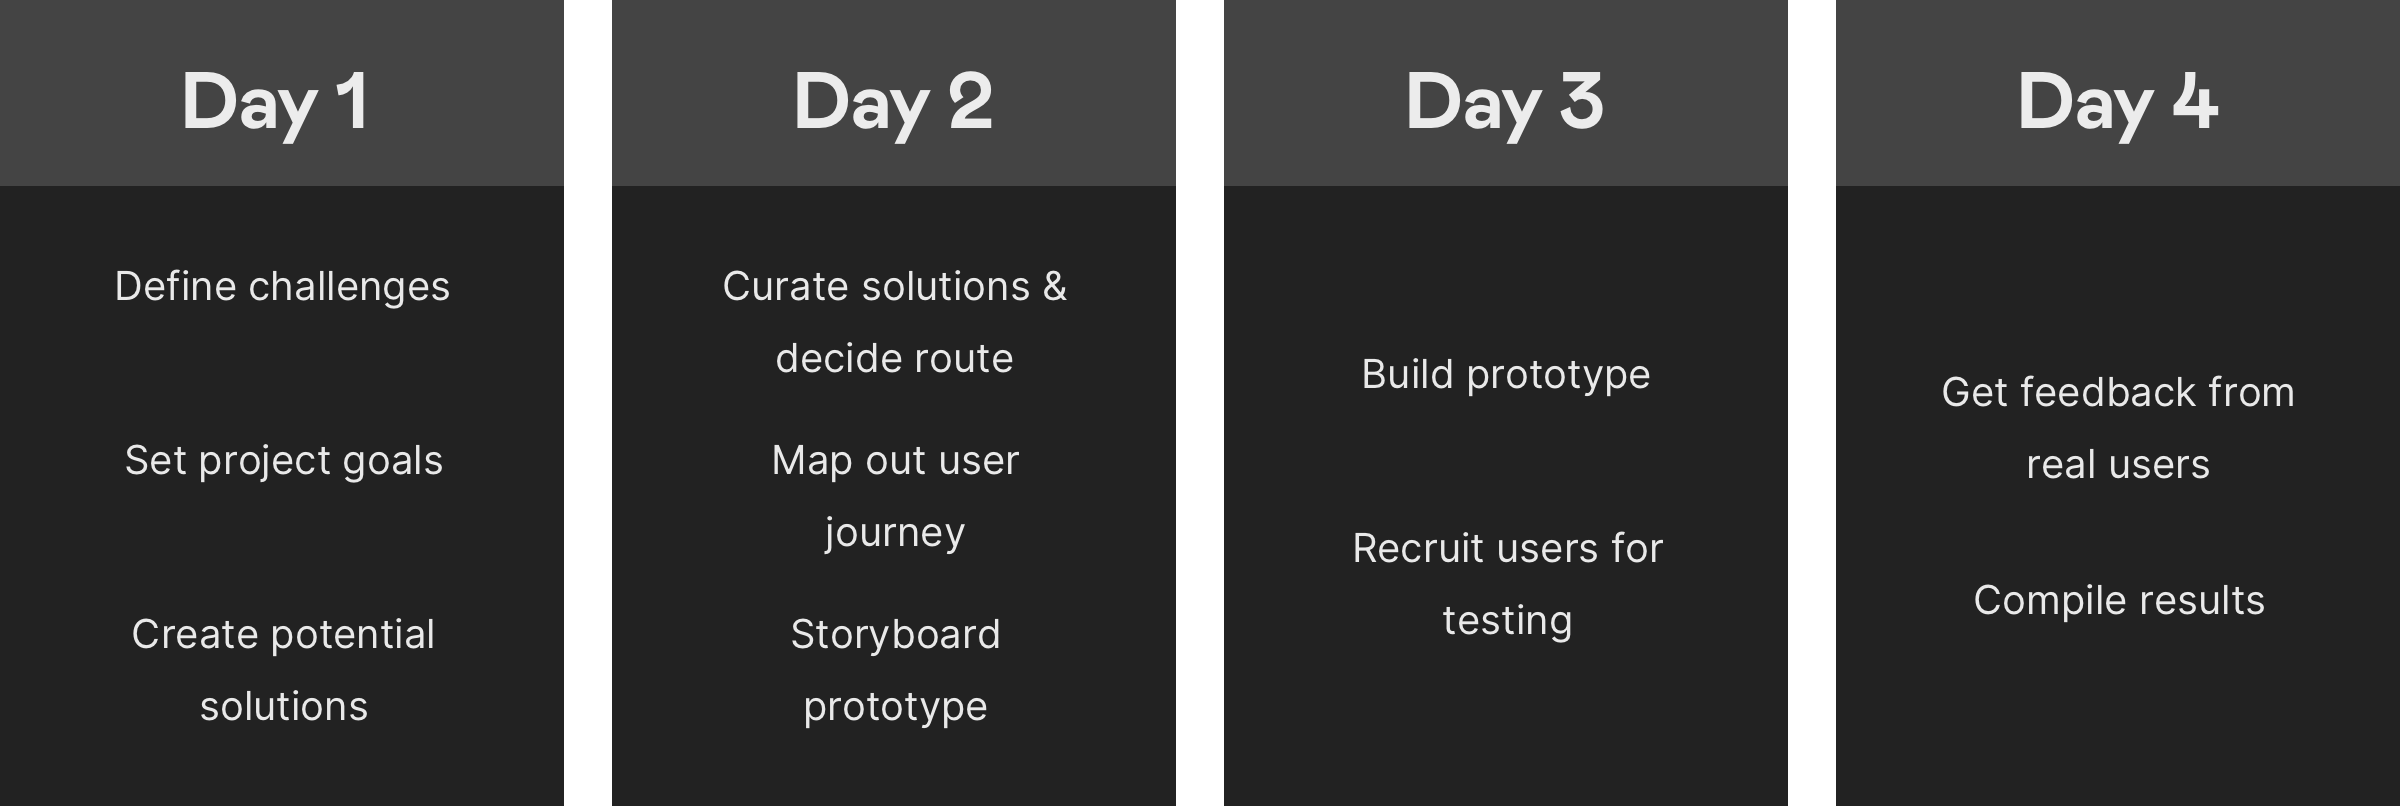 Day 1
Define challenges
Set project goals
Create potential
solutions
Day 2
Curate solutions &
decide route
Map out user
journey
Storyboard
prototype
Day 3
Build prototype
Recruit users for
testing
Day 4
Get feedback from
real users
Compile results